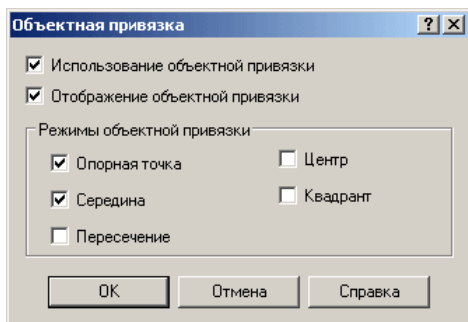 Объектная привязка
Использование объектной привязки
Отображение объектной привязки
Режимы объектной привязки
Опорная точка
Центр
Середина
Квадрант
Пересечение
OK Отмена Справка